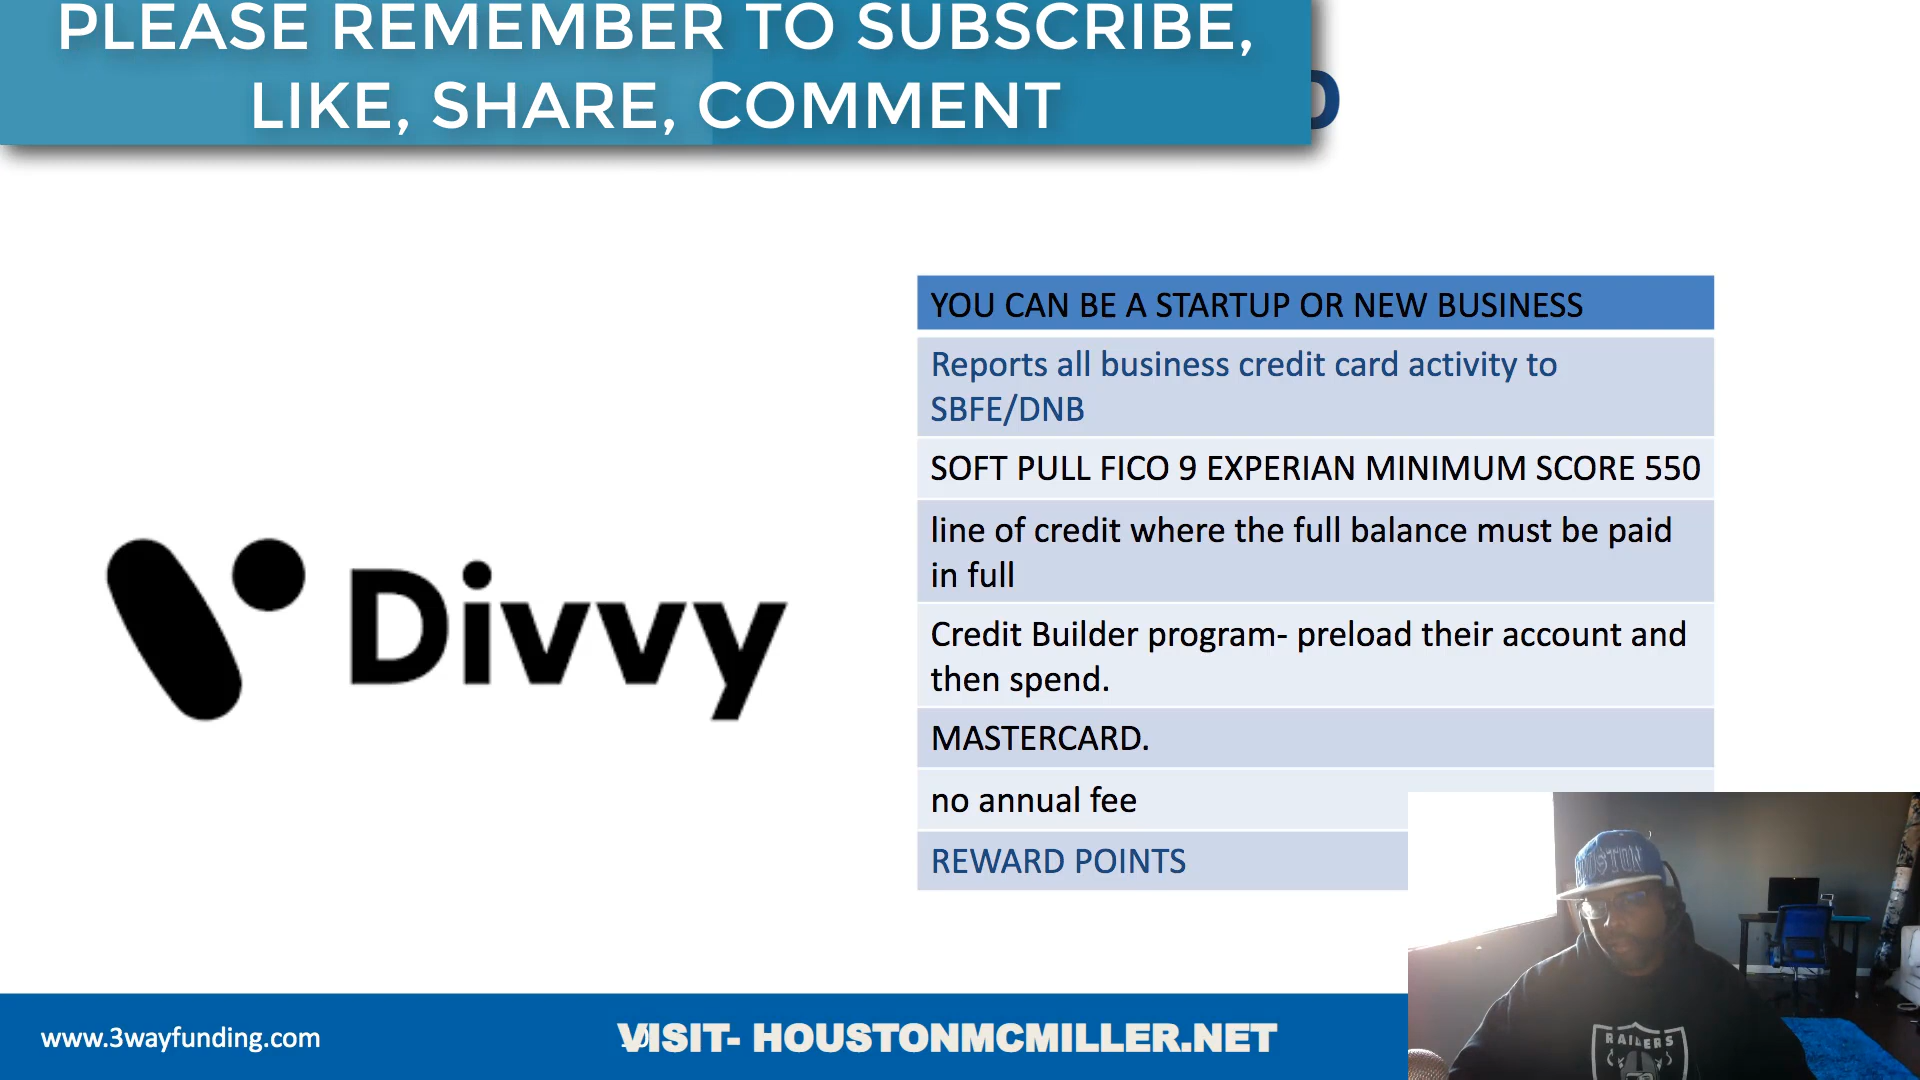 PLEASE REMEMBER TO SUBSCRIBE,
LIKE, SHARE, COMMENT
YOU CAN BE A STARTUP OR NEW BUSINESS
Reports all business credit card activity to
SBFE/DNB
SOFT PULL FICO 9 EXPERIAN MINIMUM SCORE 550
line of credit where the full balance must be paid
in full
Credit Builder program- preload their account and
then spend.
MASTERCARD.
no annual fee
REWARD POINTS
Divvy
HOUSTON
RAIDERS
www.3wayfunding.com
VISIT- HOUSTONMCMILLER.NET